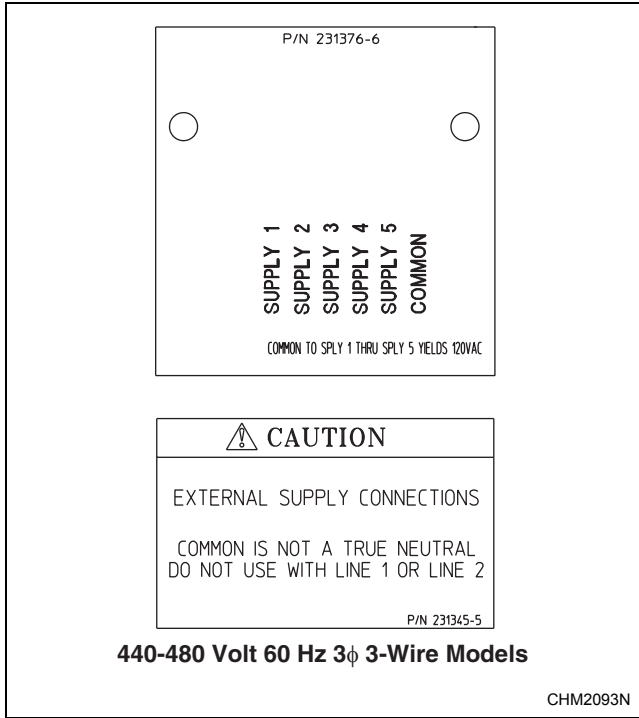 P/N 231376-6
SUPPLY 1
SUPPLY 2
SUPPLY 3
SUPPLY 4
SUPPLY 5
COMMON
COMMON TO SPLY 1 THRU SPLY 5 YIELDS 120VAC
⚠ CAUTION
EXTERNAL SUPPLY CONNECTIONS
COMMON IS NOT A TRUE NEUTRAL
DO NOT USE WITH LINE 1 OR LINE 2
P/N 231345-5
440-480 Volt 60 Hz 3ϕ 3-Wire Models
CHM2093N